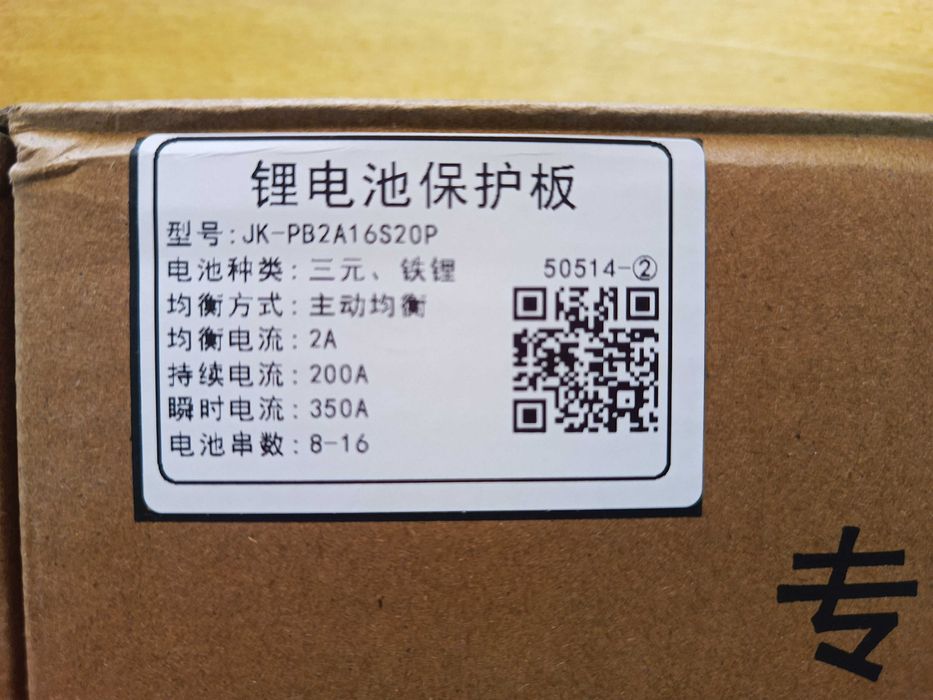 锂电池保护板
型号:JK-PB2A16S20P
电池种类: 三元、铁锂
50514-②
均衡方式: 主动均衡
均衡电流: 2A
持续电流: 200A
瞬时电流: 350A
电池串数: 8-16
专